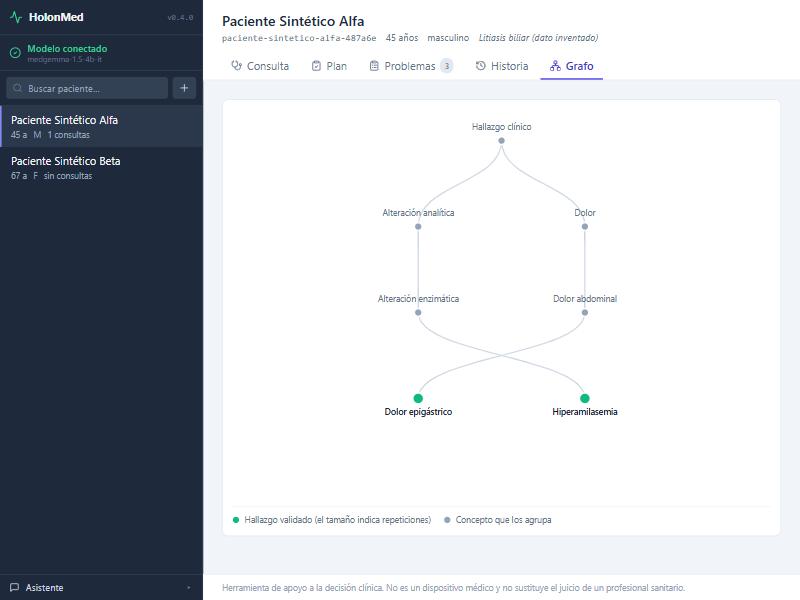 HolonMed v0.4.0
Modelo conectado
medgemma-1.5-4b-it
Buscar paciente...
Paciente Sintético Alfa
45 a M 1 consultas
Paciente Sintético Beta
67 a F sin consultas
Asistente
Paciente Sintético Alfa
paciente-sintetico-alfa-487a6e 45 años masculino Litiasis biliar (dato inventado)
Consulta Plan Problemas 3 Historia Grafo
Hallazgo clínico
Alteración analítica Dolor
Alteración enzimática Dolor abdominal
Dolor epigástrico Hiperamilasemia
Hallazgo validado (el tamaño indica repeticiones) Concepto que los agrupa
Herramienta de apoyo a la decisión clínica. No es un dispositivo médico y no sustituye el juicio de un profesional sanitario.